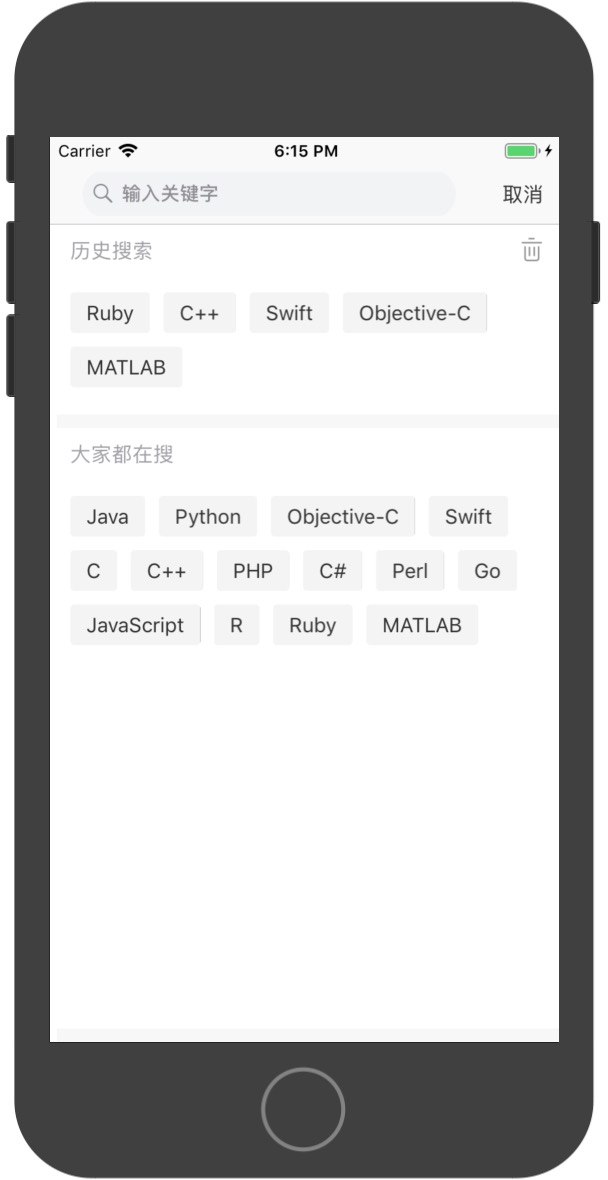 Carrier 6:15 PM
输入关键字 取消
历史搜索
Ruby C++ Swift Objective-C
MATLAB
大家都在搜
Java Python Objective-C Swift
C C++ PHP C# Perl Go
JavaScript R Ruby MATLAB